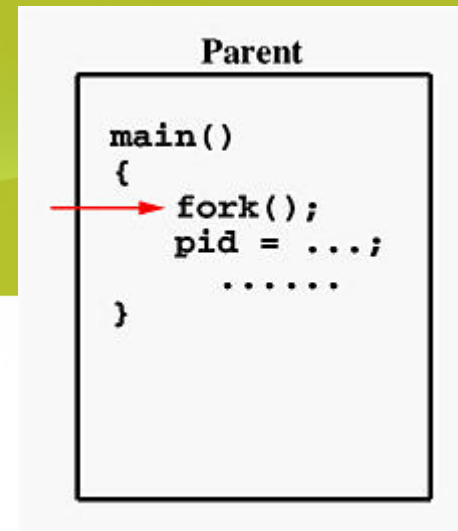 Parent
main()
{
fork();
pid = ...;
......
}